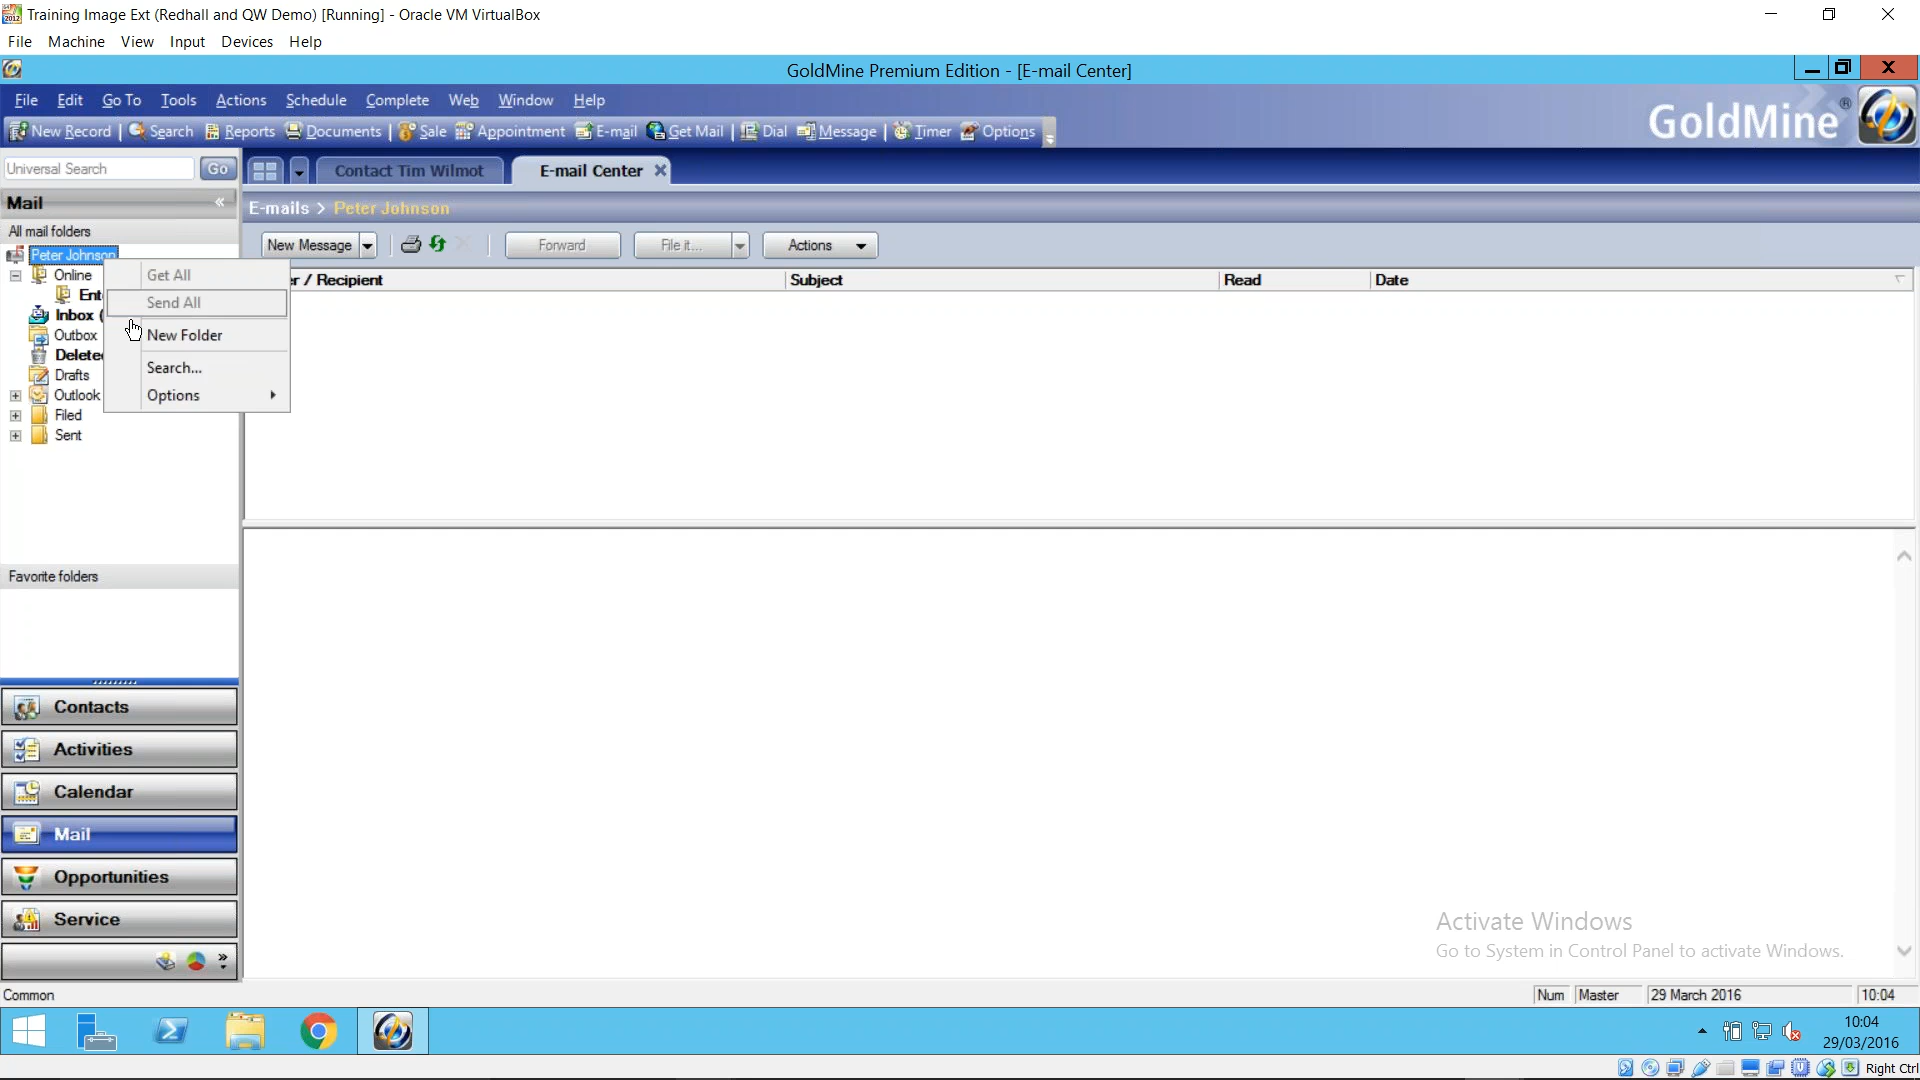 Training Image Ext (Redhall and QW Demo) [Running] - Oracle VM VirtualBox
File Machine View Input Devices Help
GoldMine Premium Edition - [E-mail Center]
File Edit Go To Tools Actions Schedule Complete Web Window Help
New Record Search Reports Documents Sale Appointment E-mail Get Mail Dial Message Timer Options
GoldMine®
Universal Search Go
Contact Tim Wilmot E-mail Center
Mail
E-mails > Peter Johnson
All mail folders
New Message Forward File it... Actions
Peter Johnson
Online
Ent
Inbox (
Outbox
Delete
Drafts
Outlook
Filed
Sent
Get All
Send All
New Folder
Search...
Options
r / Recipient Subject Read Date
Favorite folders
Contacts
Activities
Calendar
Mail
Opportunities
Service
Activate Windows
Go to System in Control Panel to activate Windows.
Common Num Master 29 March 2016 10:04
10:04
29/03/2016
Right Ctrl